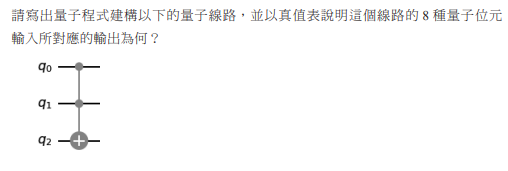 請寫出量子程式建構以下的量子線路，並以真值表說明這個線路的 8 種量子位元
輸入所對應的輸出為何？
q₀
q₁
q₂